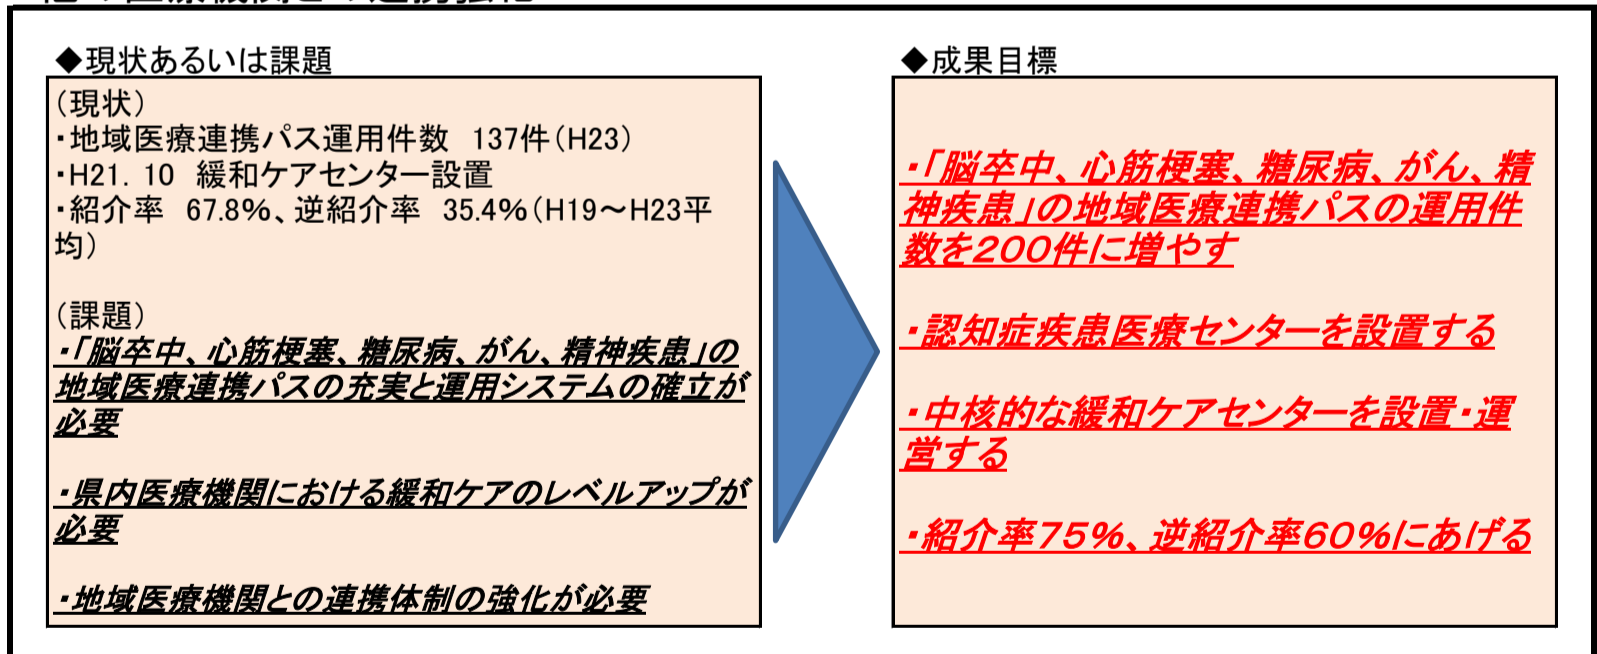 ◆現状あるいは課題
（現状）
・地域医療連携パス運用件数　137件（H23）
・H21．10　緩和ケアセンター設置
・紹介率　67.8％、逆紹介率　35.4％（H19～H23平
均）
（課題）
・「脳卒中、心筋梗塞、糖尿病、がん、精神疾患」の
地域医療連携パスの充実と運用システムの確立が
必要
・県内医療機関における緩和ケアのレベルアップが
必要
・地域医療機関との連携体制の強化が必要
◆成果目標
・「脳卒中、心筋梗塞、糖尿病、がん、精
神疾患」の地域医療連携パスの運用件
数を２００件に増やす
・認知症疾患医療センターを設置する
・中核的な緩和ケアセンターを設置・運
営する
・紹介率７５％、逆紹介率６０％にあげる